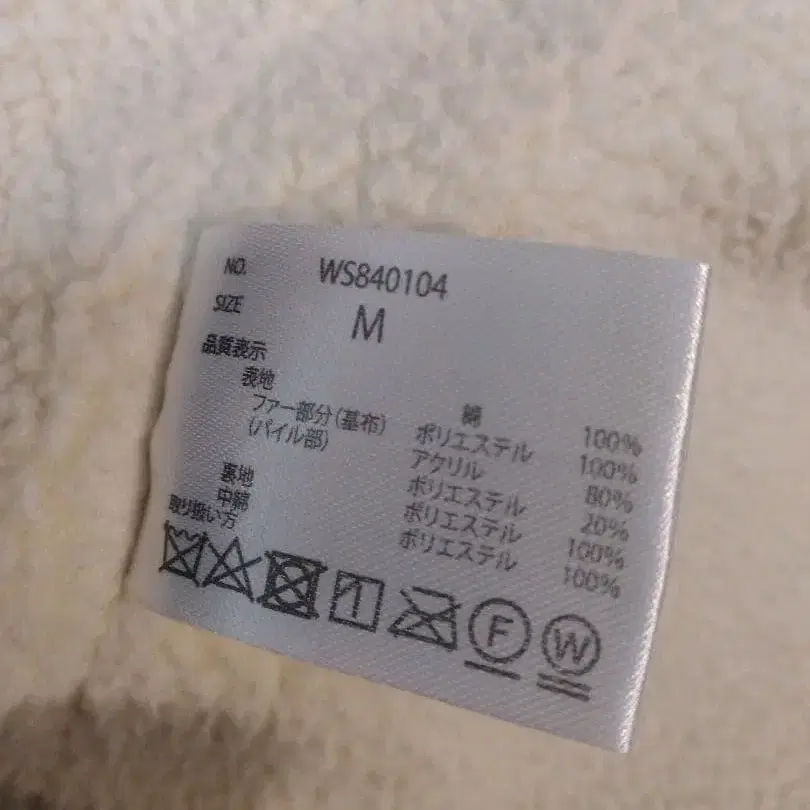 NO. WS840104
SIZE M
品質表示
表地 綿 100%
ファー部分(基布) ポリエステル 100%
(パイル部) アクリル 80%
ポリエステル 20%
裏地 ポリエステル 100%
中綿 ポリエステル 100%
取り扱い方
1 F W